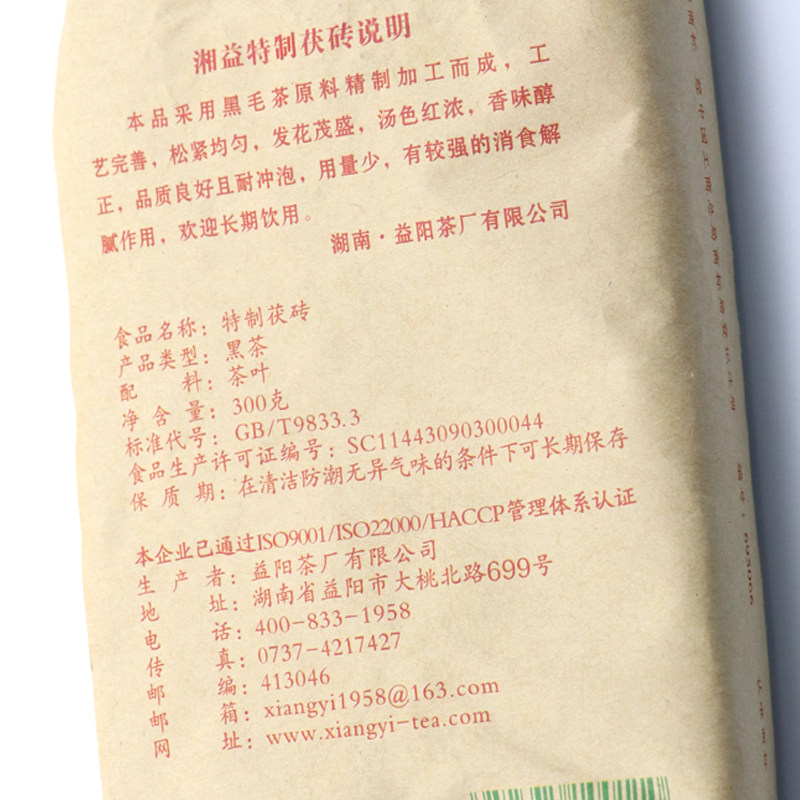 湘益特制茯砖说明
本品采用黑毛茶原料精制加工而成，工
艺完善，松紧均匀，发花茂盛，汤色红浓，香味醇
正，品质良好且耐冲泡，用量少，有较强的消食解
腻作用，欢迎长期饮用。
湖南·益阳茶厂有限公司
食品名称：特制茯砖
产品类型：黑茶
配 料：茶叶
净 含 量：300克
标准代号：GB/T9833.3
食品生产许可证编号：SC11443090300044
保 质 期：在清洁防潮无异气味的条件下可长期保存
本企业已通过ISO9001/ISO22000/HACCP管理体系认证
生 产 者：益阳茶厂有限公司
地 址：湖南省益阳市大桃北路699号
电 话：400-833-1958
传 真：0737-4217427
邮 编：413046
邮 箱：xiangyi1958@163.com
网 址：www.xiangyi-tea.com